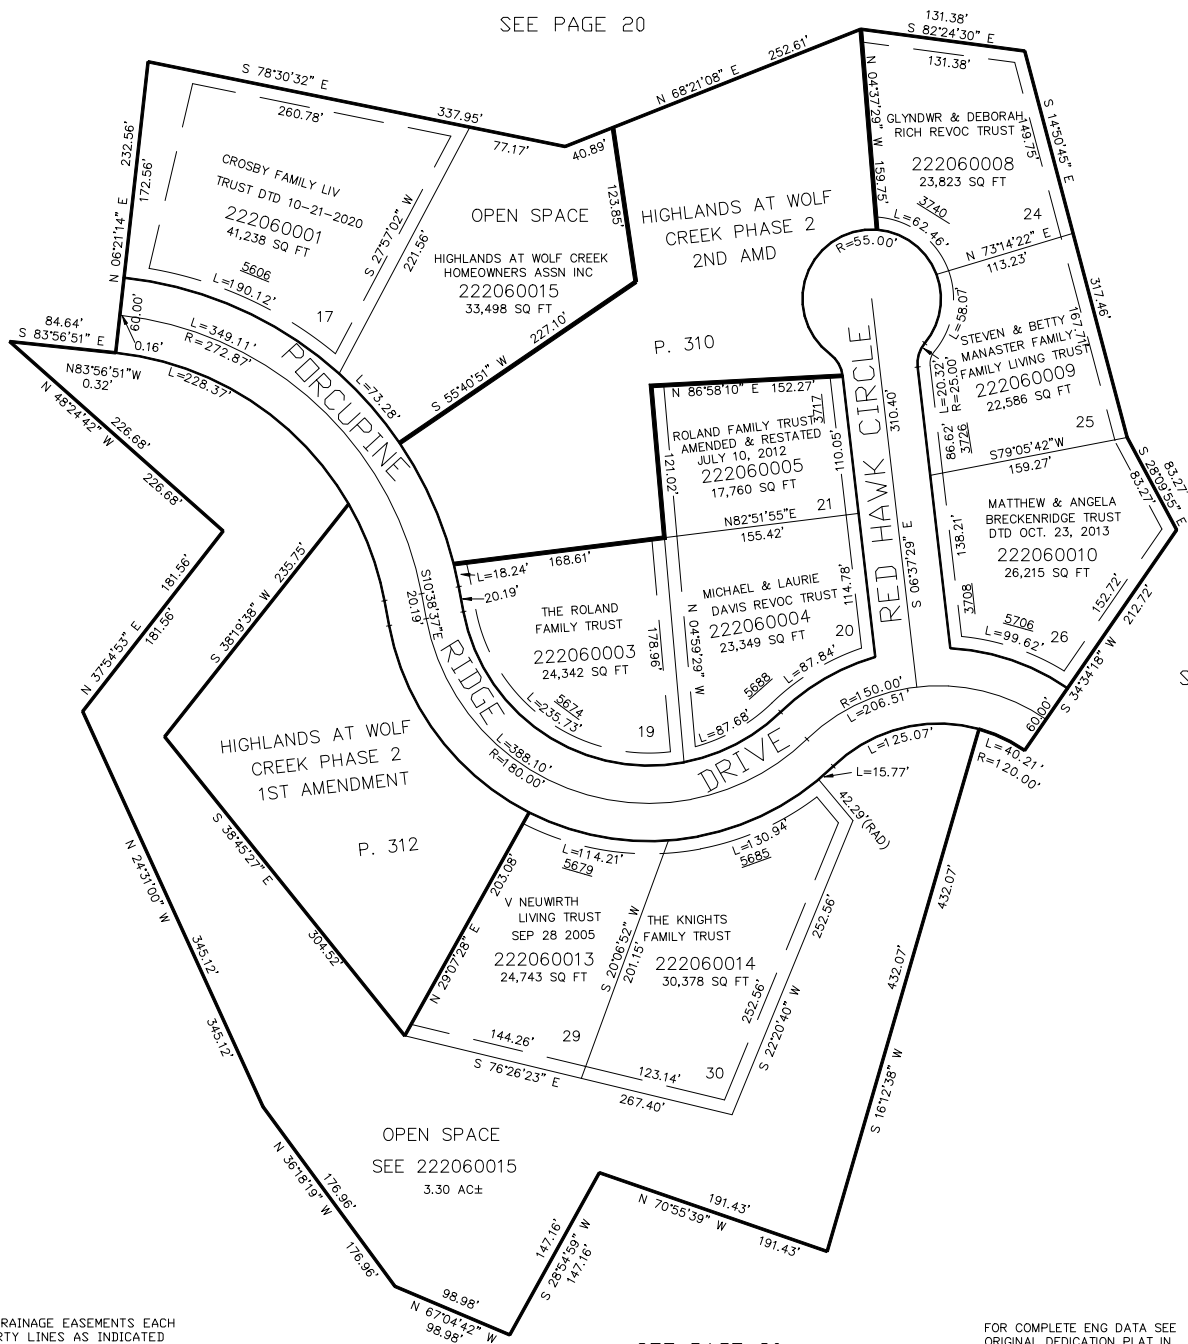 SEE PAGE 20
131.38'
S 82°24'30" E
131.38'
N 68°21'08" E
252.61'
S 78°30'32" E
337.95'
260.78'
77.17'
40.89'
232.56'
172.56'
N 06°21'14" E
60.00'
CROSBY FAMILY LIV
TRUST DTD 10-21-2020
222060001
41,238 SQ FT
5606
L=190.12'
17
S 27°57'02" W
221.56'
OPEN SPACE
HIGHLANDS AT WOLF CREEK
HOMEOWNERS ASSN INC
222060015
33,498 SQ FT
123.85'
227.10'
S 55°40'51" W
HIGHLANDS AT WOLF
CREEK PHASE 2
2ND AMD
P. 310
N 04°37'29" W
159.75'
GLYNDWR & DEBORAH
RICH REVOC TRUST
222060008
23,823 SQ FT
3740
L=62.46'
24
149.75'
S 14°50'45" E
317.46'
R=55.00'
N 73°14'22" E
113.23'
L=58.07'
L=20.32'
R=25.00'
STEVEN & BETTY
MANASTER FAMILY
FAMILY LIVING TRUST
222060009
22,586 SQ FT
167.71'
25
86.62'
3726
S79°05'42"W
159.27'
84.64'
S 83°56'51" E
0.16'
N83°56'51"W
0.32'
L=349.11'
R=272.87'
L=228.37'
L=73.28'
PORCUPINE
RIDGE
DRIVE
N 48°24'42" W
226.68'
226.68'
N 86°58'10" E 152.27'
3717
ROLAND FAMILY TRUST
AMENDED & RESTATED
JULY 10, 2012
222060005
17,760 SQ FT
110.05'
121.02'
21
N82°51'55"E
155.42'
RED HAWK CIRCLE
310.40'
S 06°37'29" E
S 28°09'55" E
83.27'
83.27'
MATTHEW & ANGELA
BRECKENRIDGE TRUST
DTD OCT. 23, 2013
222060010
26,215 SQ FT
138.21'
3708
5706
L=99.62'
26
152.72'
212.72'
S 34°34'18" W
60.00'
168.61'
L=18.24'
20.19'
S10°38'37"E
20.19'
THE ROLAND
FAMILY TRUST
222060003
24,342 SQ FT
5674
L=235.73'
19
178.96'
N 04°59'29" W
MICHAEL & LAURIE
DAVIS REVOC TRUST
222060004
23,349 SQ FT
114.78'
20
5688
L=87.84'
L=87.68'
R=150.00'
L=206.51'
L=125.07'
L=40.21'
R=120.00'
L=15.77'
42.29'(RAD)
S
181.56'
181.56'
N 37°54'53" E
235.75'
S 38°19'38" W
HIGHLANDS AT WOLF
CREEK PHASE 2
1ST AMENDMENT
P. 312
L=388.10'
R=180.00'
S 38°45'27" E
304.52'
N 24°31'00" W
345.12'
345.12'
203.08'
N 29°07'28" E
L=114.21'
5679
V NEUWIRTH
LIVING TRUST
SEP 28 2005
222060013
24,743 SQ FT
144.26'
29
S 76°26'23" E
S 20°06'52" W
201.15'
L=130.94'
5685
THE KNIGHTS
FAMILY TRUST
222060014
30,378 SQ FT
252.56'
252.56'
S 22°20'40" W
123.14'
30
267.40'
432.07'
432.07'
S 16°12'38" W
OPEN SPACE
SEE 222060015
3.30 AC±
N 36°18'19" W
176.96'
176.96'
98.98'
N 67°04'42" W
98.98'
147.16'
S 28°54'59" W
147.16'
191.43'
N 70°55'39" W
191.43'
RAINAGE EASEMENTS EACH
RTY LINES AS INDICATED
FOR COMPLETE ENG DATA SEE
ORIGINAL DEDICATION PLAT IN